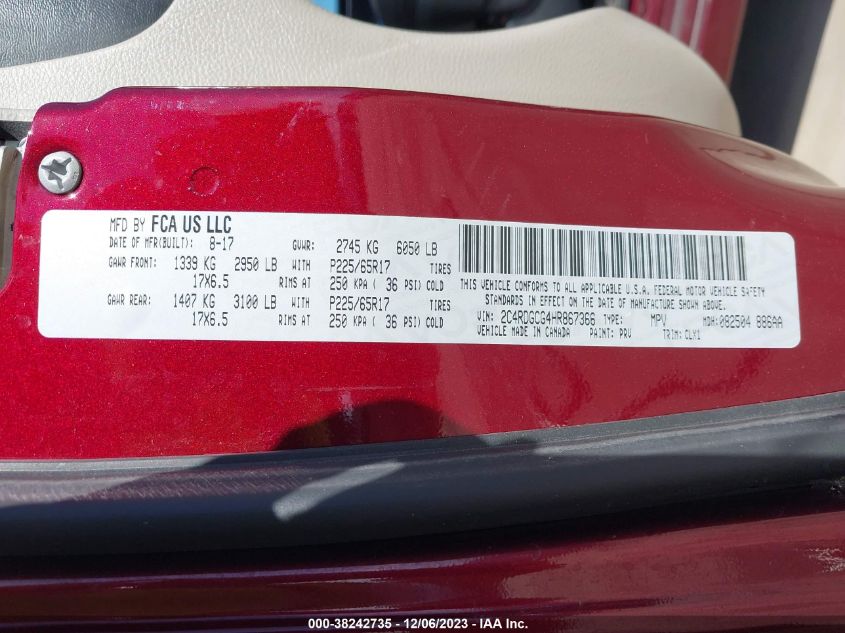 MFD BY FCA US LLC
DATE OF MFR(BUILT): 8-17 GVWR: 2745 KG 6050 LB
GAWR FRONT: 1339 KG 2950 LB WITH P225/65R17 TIRES
17X6.5 RIMS AT 250 KPA ( 36 PSI) COLD
GAWR REAR: 1407 KG 3100 LB WITH P225/65R17 TIRES
17X6.5 RIMS AT 250 KPA ( 36 PSI) COLD
THIS VEHICLE CONFORMS TO ALL APPLICABLE U.S.A. FEDERAL MOTOR VEHICLE SAFETY
STANDARDS IN EFFECT ON THE DATE OF MANUFACTURE SHOWN ABOVE.
VIN: 2C4RDGCG4HR867366 TYPE: MPV MDH: 082504 886AA
VEHICLE MADE IN CANADA PAINT: PRV TRIM: CLX1
000-38242735 - 12/06/2023 - IAA Inc.